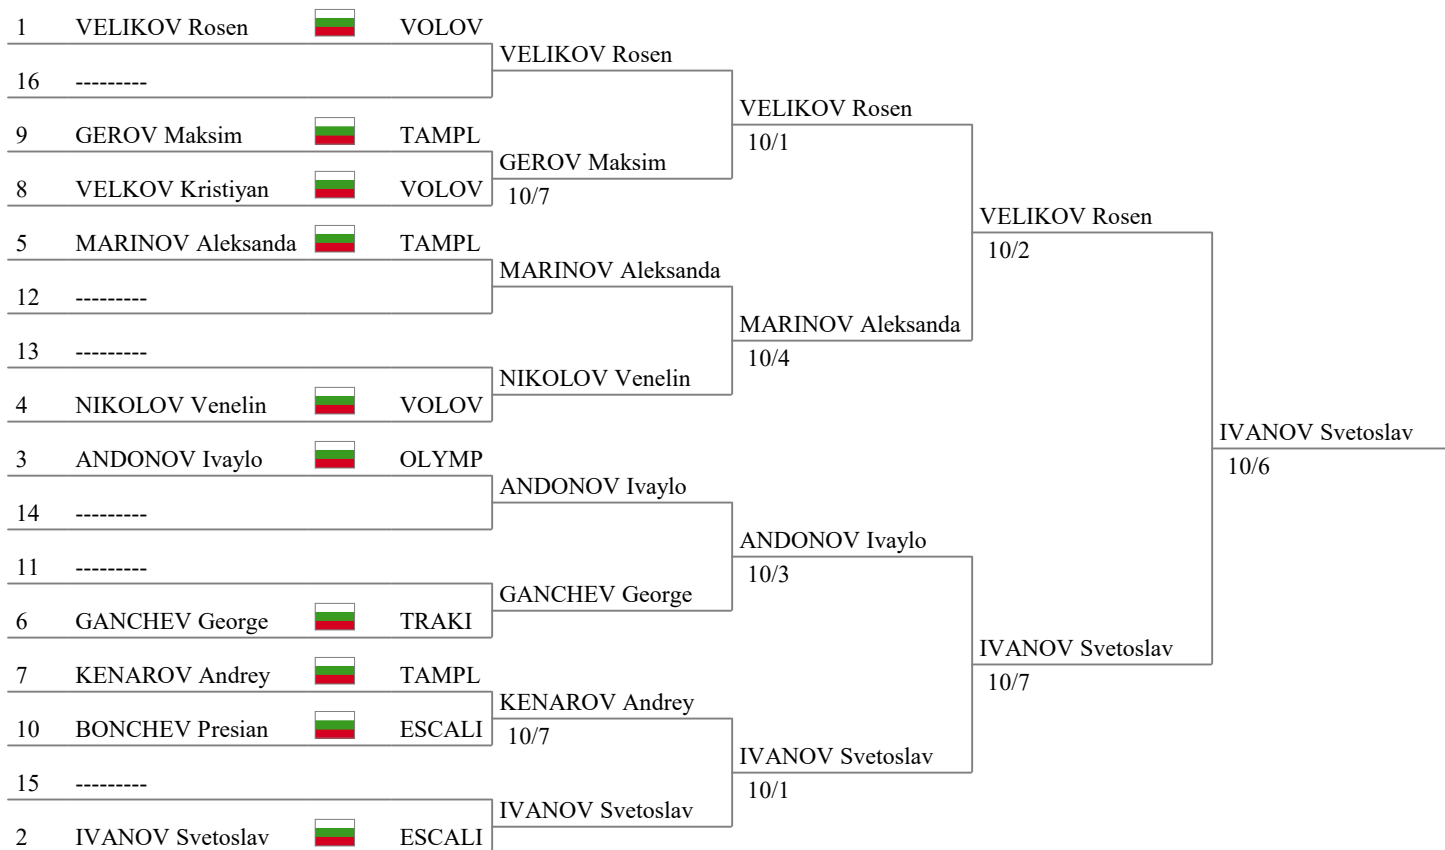 1 VELIKOV Rosen VOLOV
VELIKOV Rosen
16 ---------
VELIKOV Rosen
10/1
9 GEROV Maksim TAMPL
GEROV Maksim
10/7
8 VELKOV Kristiyan VOLOV
VELIKOV Rosen
10/2
5 MARINOV Aleksanda TAMPL
MARINOV Aleksanda
12 ---------
MARINOV Aleksanda
10/4
13 ---------
NIKOLOV Venelin
4 NIKOLOV Venelin VOLOV
IVANOV Svetoslav
10/6
3 ANDONOV Ivaylo OLYMP
ANDONOV Ivaylo
14 ---------
ANDONOV Ivaylo
10/3
11 ---------
GANCHEV George
6 GANCHEV George TRAKI
IVANOV Svetoslav
10/7
7 KENAROV Andrey TAMPL
KENAROV Andrey
10/7
10 BONCHEV Presian ESCALI
IVANOV Svetoslav
10/1
15 ---------
IVANOV Svetoslav
2 IVANOV Svetoslav ESCALI